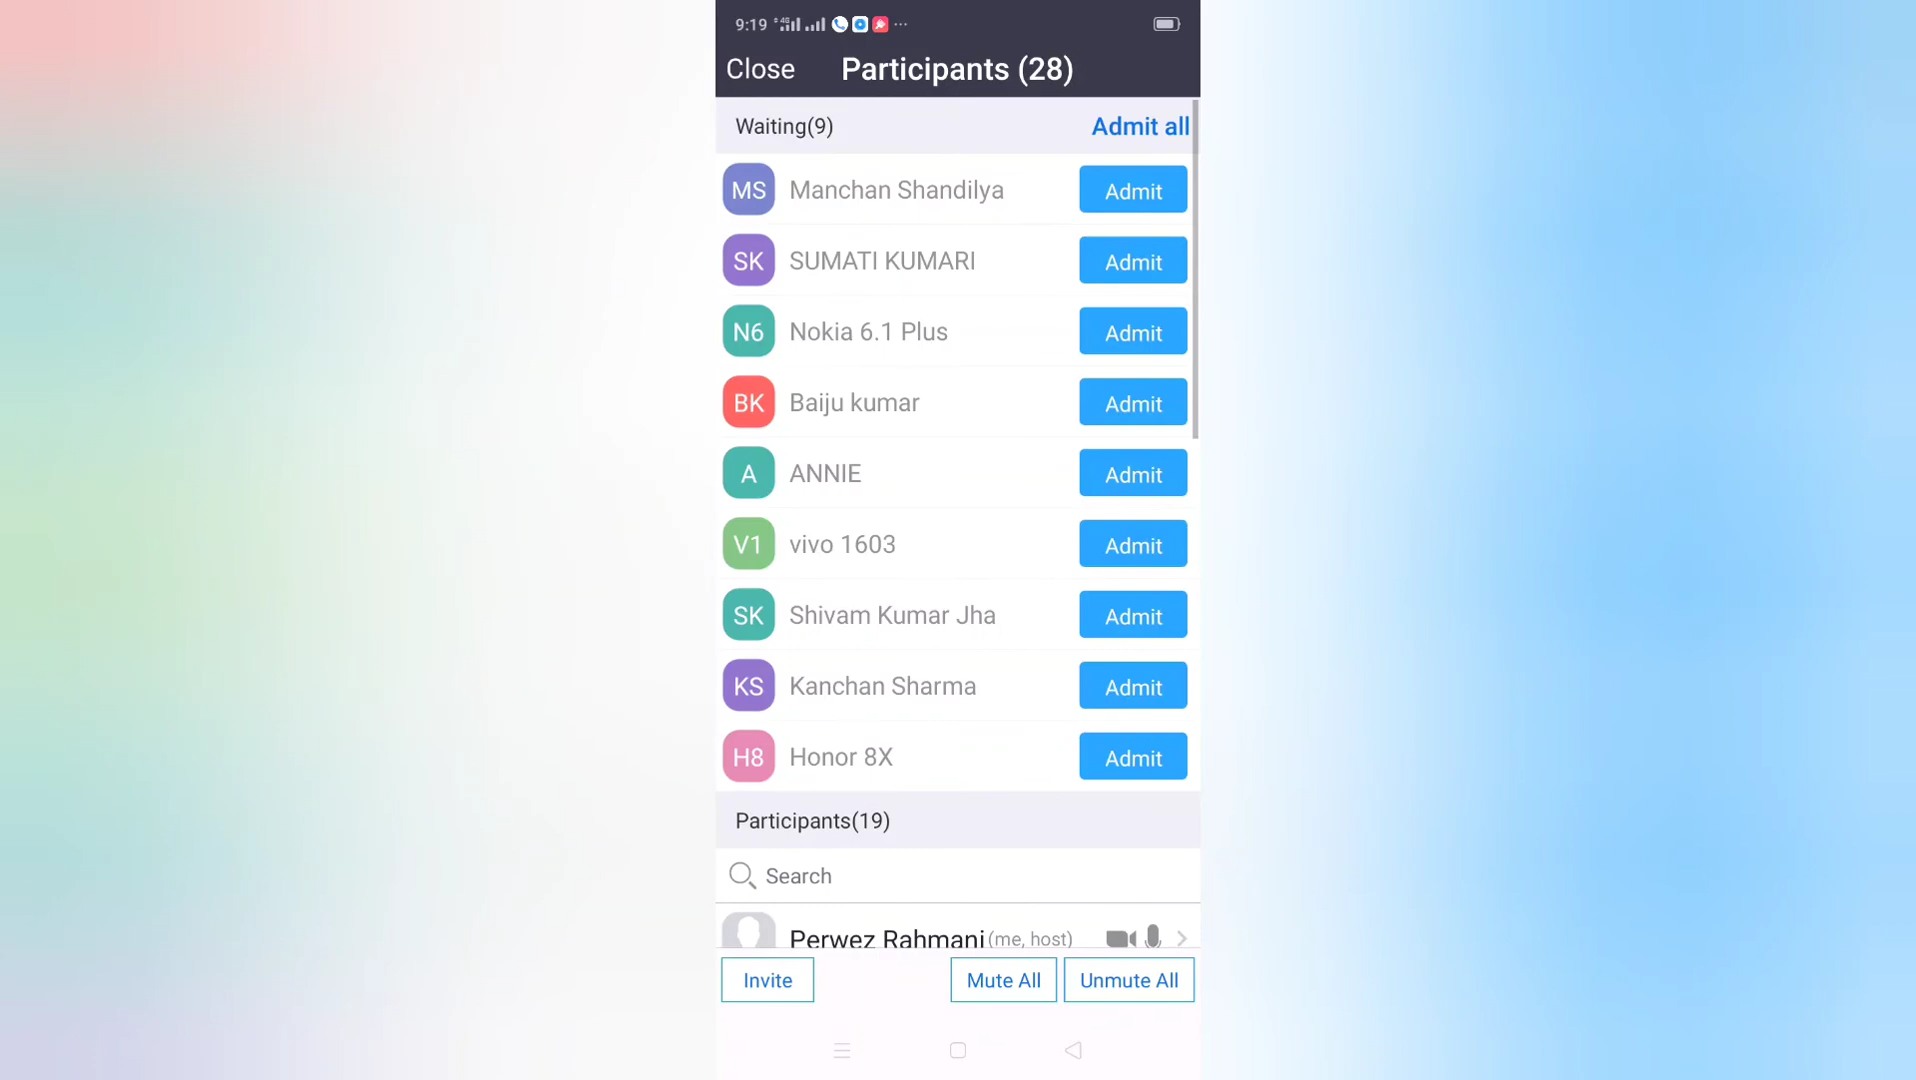 9:19 4G ...
Close Participants (28)
Waiting(9) Admit all
MS Manchan Shandilya Admit
SK SUMATI KUMARI Admit
N6 Nokia 6.1 Plus Admit
BK Baiju kumar Admit
A ANNIE Admit
V1 vivo 1603 Admit
SK Shivam Kumar Jha Admit
KS Kanchan Sharma Admit
H8 Honor 8X Admit
Participants(19)
Search
Perwez Rahmani (me, host)
Invite Mute All Unmute All